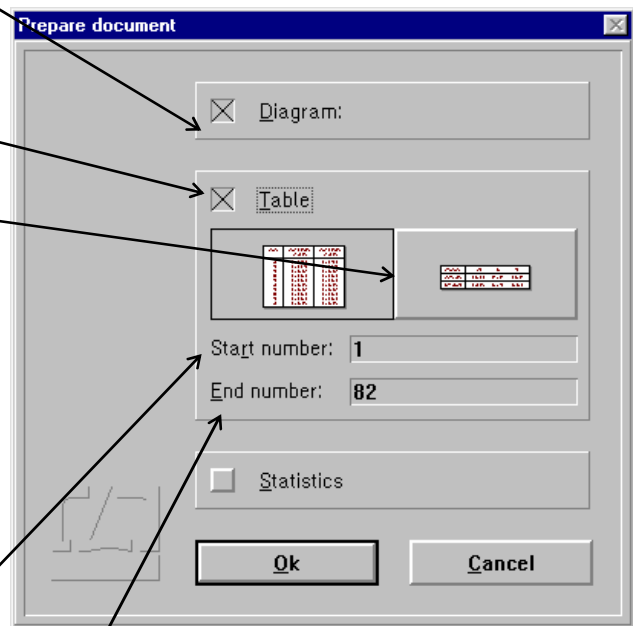 Prepare document
Diagram:
Table
Start number: 1
End number: 82
Statistics
Ok Cancel